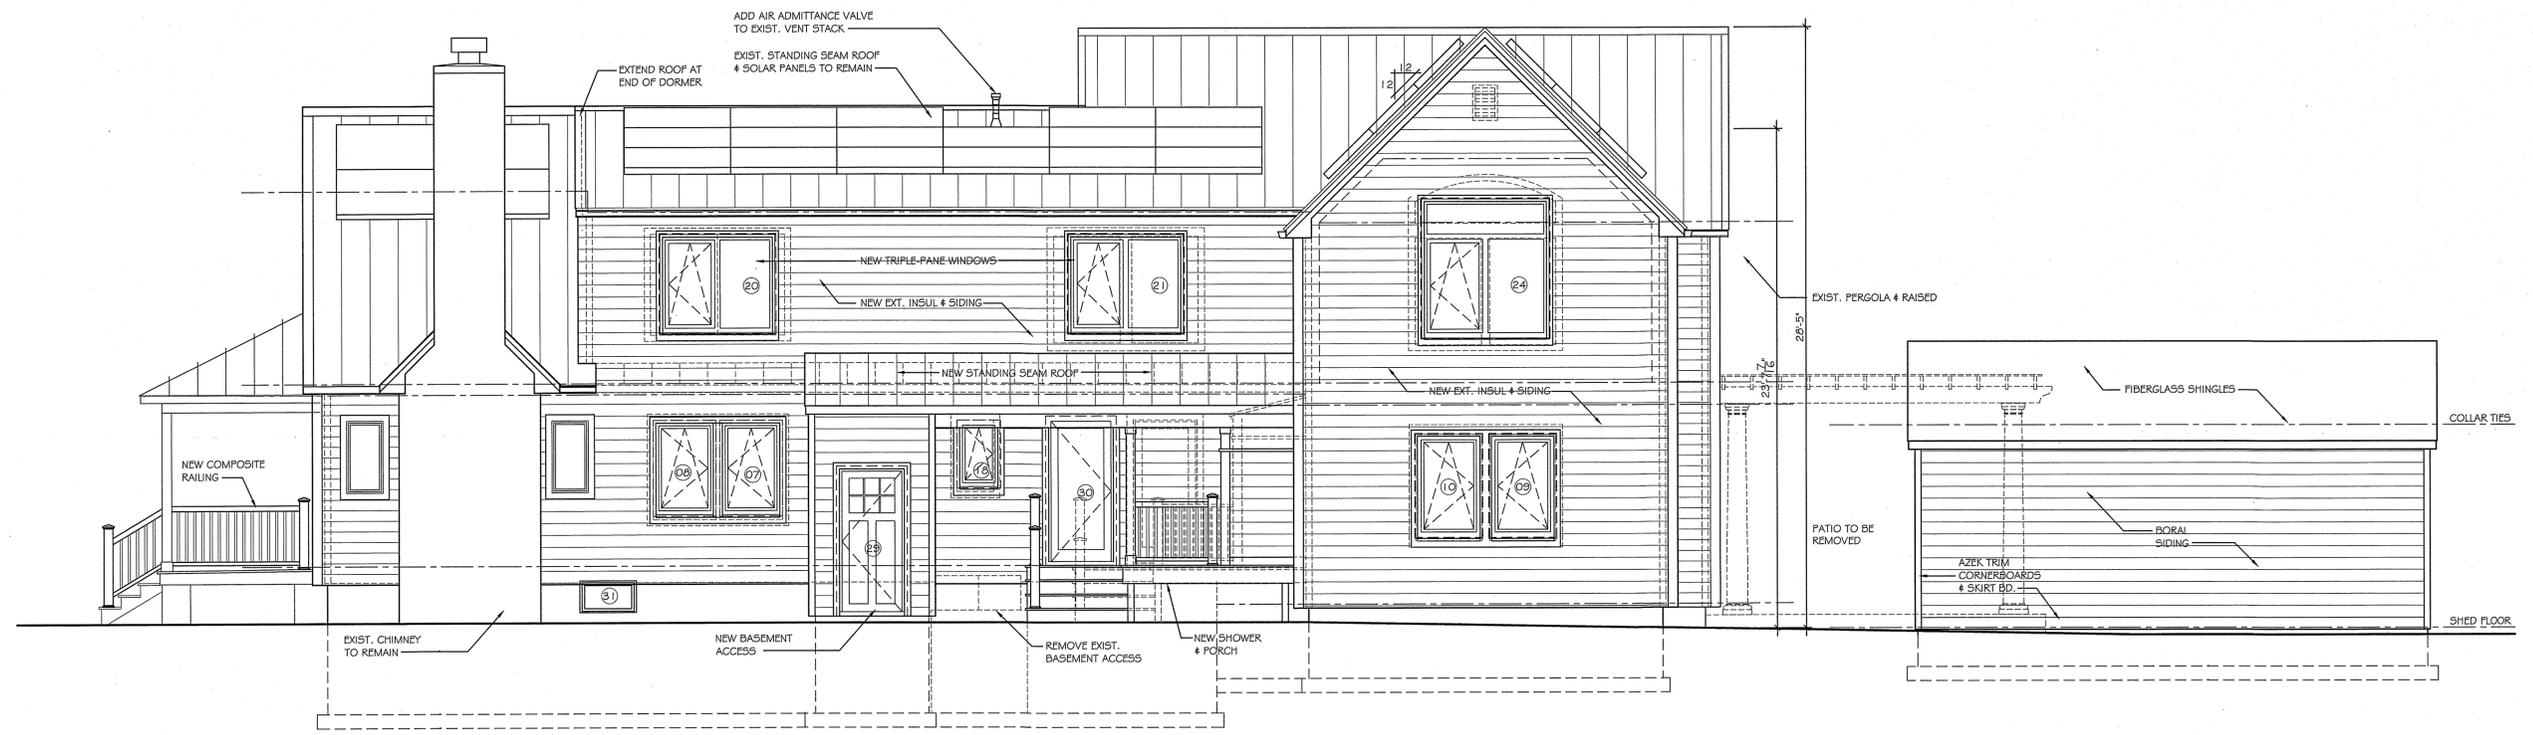 ADD AIR ADMITTANCE VALVE
TO EXIST. VENT STACK
EXIST. STANDING SEAM ROOF
& SOLAR PANELS TO REMAIN
EXTEND ROOF AT
END OF DORMER
12
12
20
NEW TRIPLE-PANE WINDOWS
21
24
NEW EXT. INSUL & SIDING
EXIST. PERGOLA & RAISED
28'-5"
NEW STANDING SEAM ROOF
NEW EXT. INSUL & SIDING
FIBERGLASS SHINGLES
COLLAR TIES
NEW COMPOSITE
RAILING
08
07
18
30
10
09
29
31
PATIO TO BE
REMOVED
BORAL
SIDING
AZEK TRIM
CORNERBOARDS
& SKIRT BD.
SHED FLOOR
EXIST. CHIMNEY
TO REMAIN
NEW BASEMENT
ACCESS
REMOVE EXIST.
BASEMENT ACCESS
NEW SHOWER
& PORCH